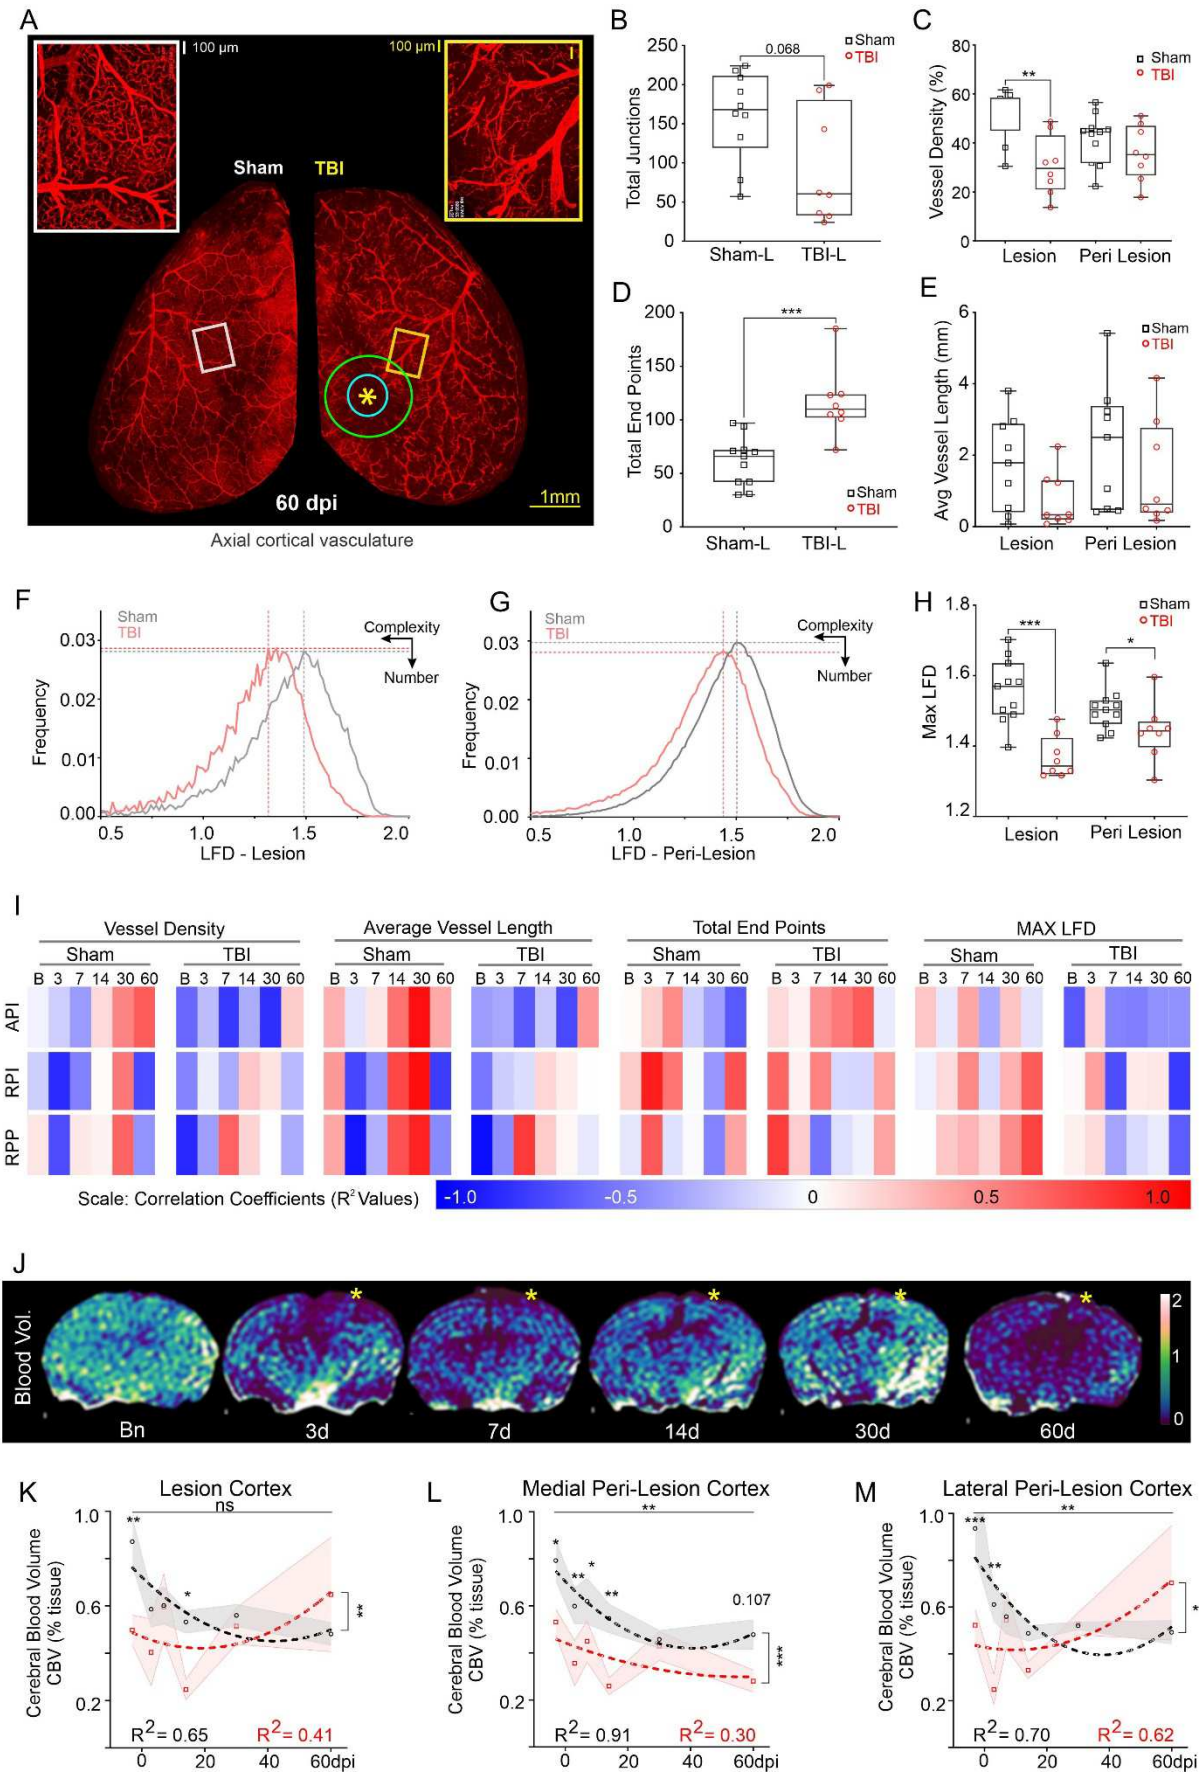 A
100 µm
100 µm
I
Sham
TBI
*
60 dpi
1mm
Axial cortical vasculature
B
Total Junctions
250
200
150
100
50
0
0.068
Sham
TBI
Sham-L
TBI-L
C
Vessel Density (%)
80
60
40
20
0
**
Sham
TBI
Lesion
Peri Lesion
D
Total End Points
200
150
100
50
0
***
Sham
TBI
Sham-L
TBI-L
E
Avg Vessel Length (mm)
6
4
2
0
Sham
TBI
Lesion
Peri Lesion
F
Sham
TBI
Complexity
Number
Frequency
0.03
0.02
0.01
0.00
0.5 1.0 1.5 2.0
LFD - Lesion
G
Sham
TBI
Complexity
Number
Frequency
0.03
0.02
0.01
0.00
0.5 1.0 1.5 2.0
LFD - Peri-Lesion
H
Max LFD
1.8
1.6
1.4
1.2
***
*
Sham
TBI
Lesion
Peri Lesion
I
Vessel Density Average Vessel Length Total End Points MAX LFD
Sham TBI Sham TBI Sham TBI Sham TBI
B 3 7 14 30 60 B 3 7 14 30 60 B 3 7 14 30 60 B 3 7 14 30 60 B 3 7 14 30 60 B 3 7 14 30 60 B 3 7 14 30 60 B 3 7 14 30 60
API
RPI
RPP
Scale: Correlation Coefficients (R² Values) -1.0 -0.5 0 0.5 1.0
J
Blood Vol.
* * * * *
2
1
0
Bn 3d 7d 14d 30d 60d
K
Lesion Cortex
ns
**
*
**
Cerebral Blood Volume
CBV (% tissue)
1.0
0.6
0.2
R² = 0.65 R² = 0.41
0 20 40 60dpi
L
Medial Peri-Lesion Cortex
**
*
**
*
**
0.107
***
Cerebral Blood Volume
CBV (% tissue)
1.0
0.6
0.2
R² = 0.91 R² = 0.30
0 20 40 60dpi
M
Lateral Peri-Lesion Cortex
**
***
**
*
Cerebral Blood Volume
CBV (% tissue)
1.0
0.6
0.2
R² = 0.70 R² = 0.62
0 20 40 60dpi